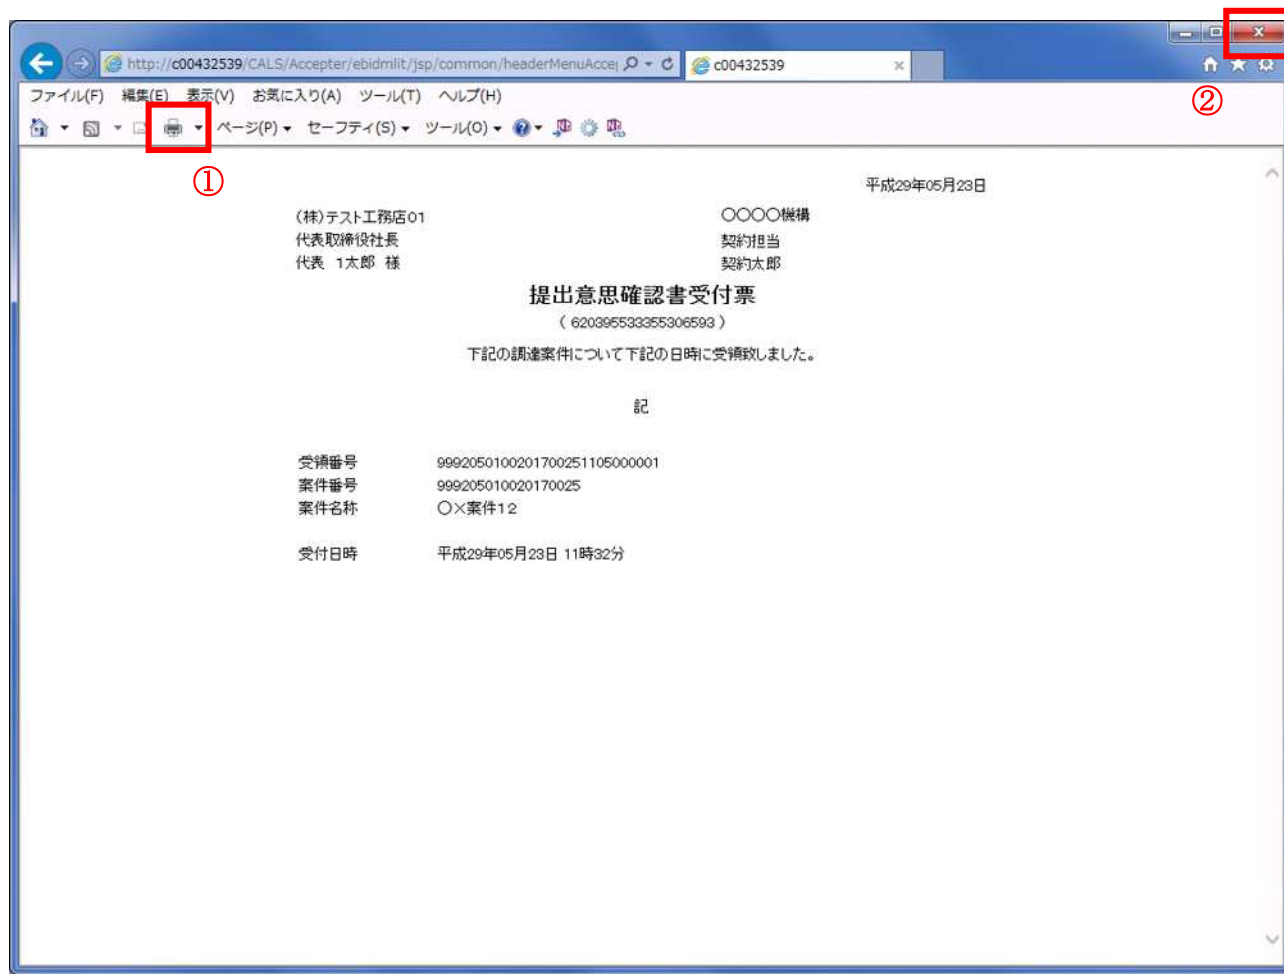 ②
http://c00432539/CALS/Accepter/ebidmlit/jsp/common/headerMenuAccej
c00432539
ファイル(F) 編集(E) 表示(V) お気に入り(A) ツール(T) ヘルプ(H)
ページ(P) セーフティ(S) ツール(O)
①
平成29年05月23日
(株)テスト工務店01
〇〇〇〇機構
代表取締役社長
契約担当
代表 1太郎 様
契約太郎
提出意思確認書受付票
( 620395533355306593 )
下記の調達案件について下記の日時に受領致しました。
記
受領番号 9992050100201700251105000001
案件番号 999205010020170025
案件名称 〇×案件12
受付日時 平成29年05月23日 11時32分